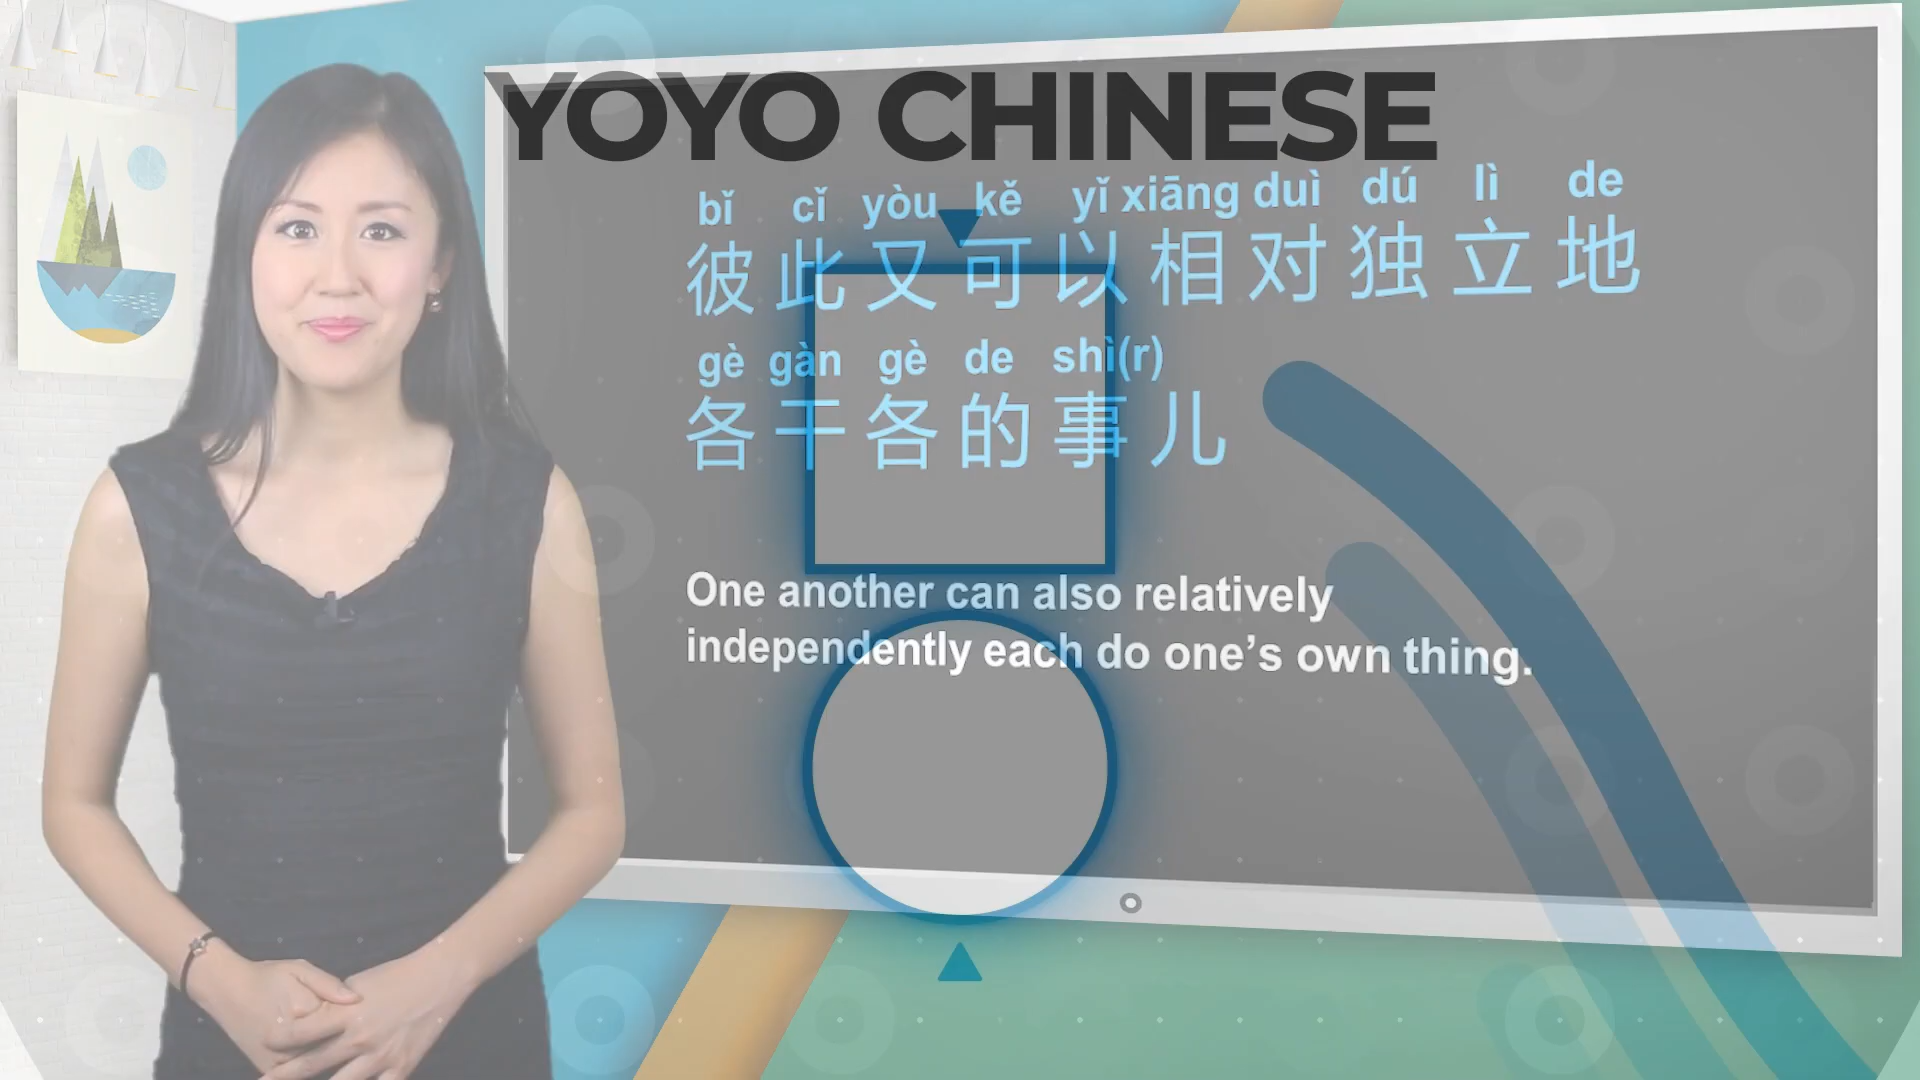 YOYO CHINESE
bǐ cǐ yòu kě yǐ xiāng duì dú lì de
彼此又可以相对独立地
gè gàn gè de shì(r)
各干各的事儿
One another can also relatively
independently each do one's own thing.